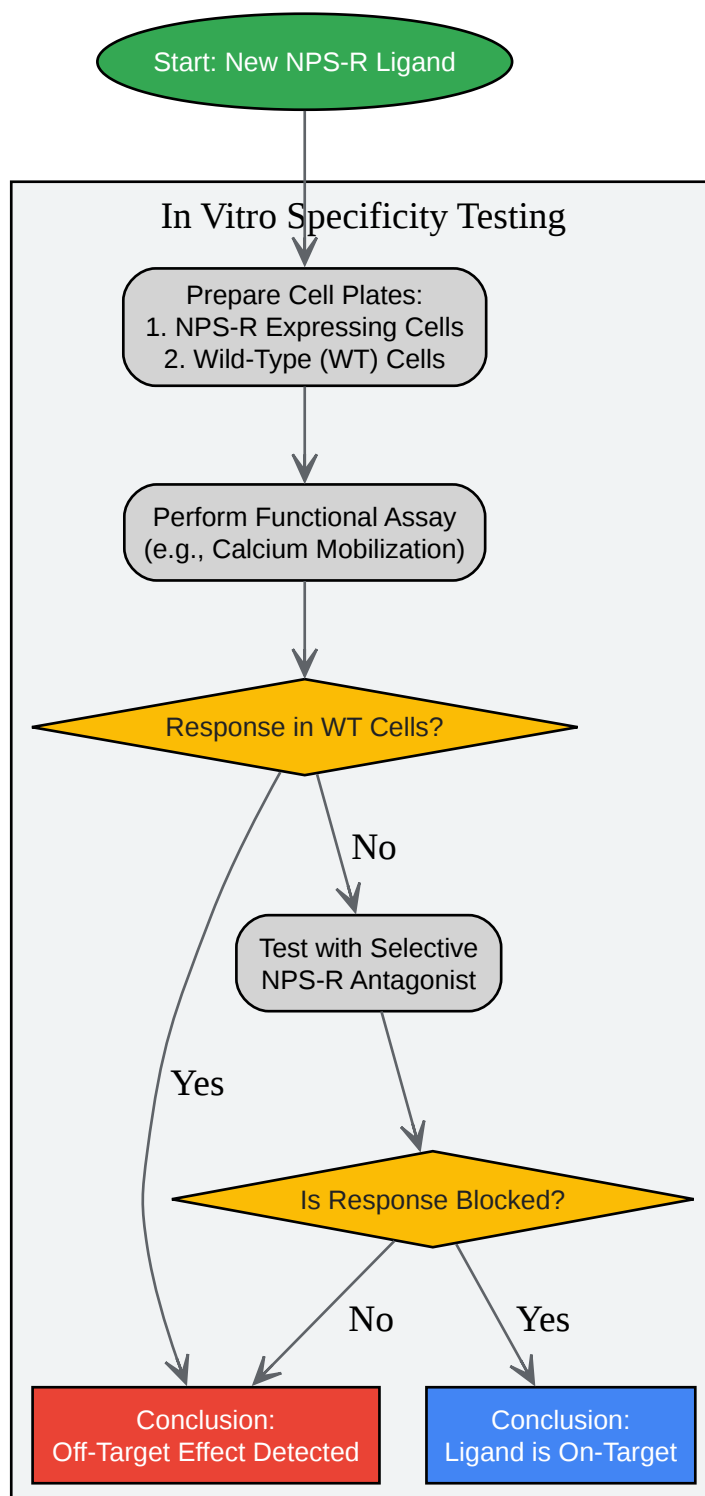 Start: New NPS-R Ligand
In Vitro Specificity Testing
Prepare Cell Plates:
1. NPS-R Expressing Cells
2. Wild-Type (WT) Cells
Perform Functional Assay
(e.g., Calcium Mobilization)
Response in WT Cells?
No
Test with Selective
NPS-R Antagonist
Yes
Is Response Blocked?
No
Yes
Conclusion:
Off-Target Effect Detected
Conclusion:
Ligand is On-Target